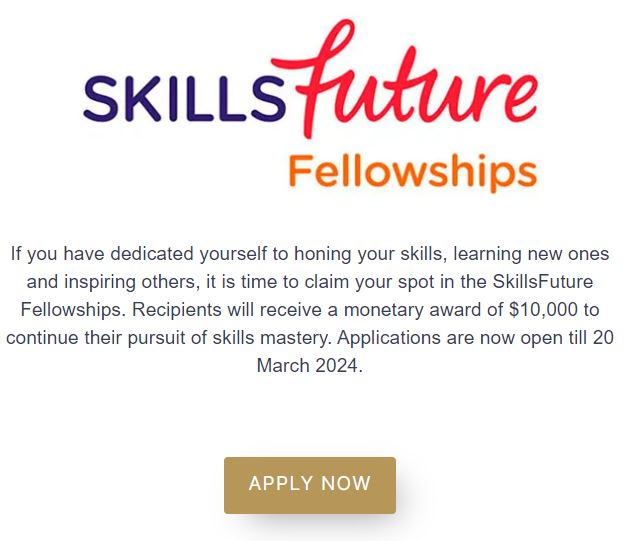 SKILLSfuture
Fellowships
If you have dedicated yourself to honing your skills, learning new ones
and inspiring others, it is time to claim your spot in the SkillsFuture
Fellowships. Recipients will receive a monetary award of $10,000 to
continue their pursuit of skills mastery. Applications are now open till 20
March 2024.
APPLY NOW